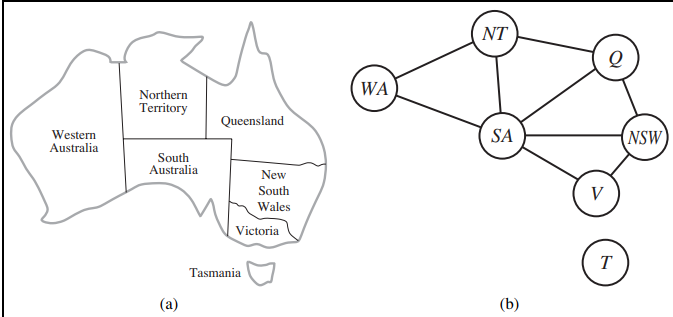 Northern
Territory
Queensland
Western
Australia
South
Australia
New
South
Wales
Victoria
Tasmania
(a)
NT
Q
WA
SA
NSW
V
T
(b)